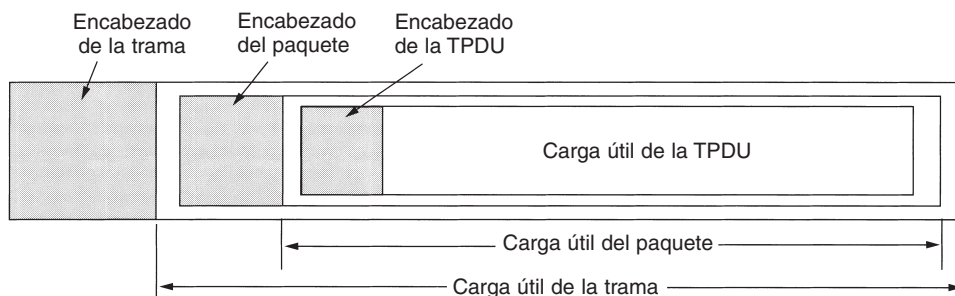 Encabezado
de la trama
Encabezado
del paquete
Encabezado
de la TPDU
Carga útil de la TPDU
Carga útil del paquete
Carga útil de la trama